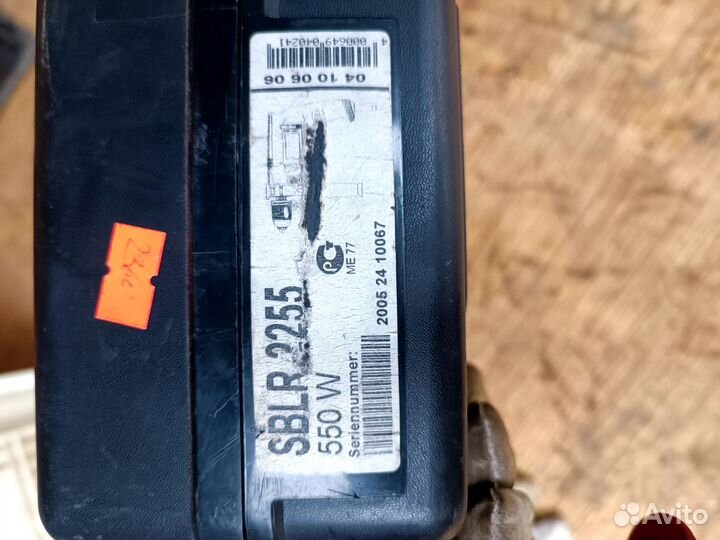 4 000649 040241
04 10 06 06
SBLR 2255
550 W
ME 77
Seriennummer:
2005 24 10067
Avito